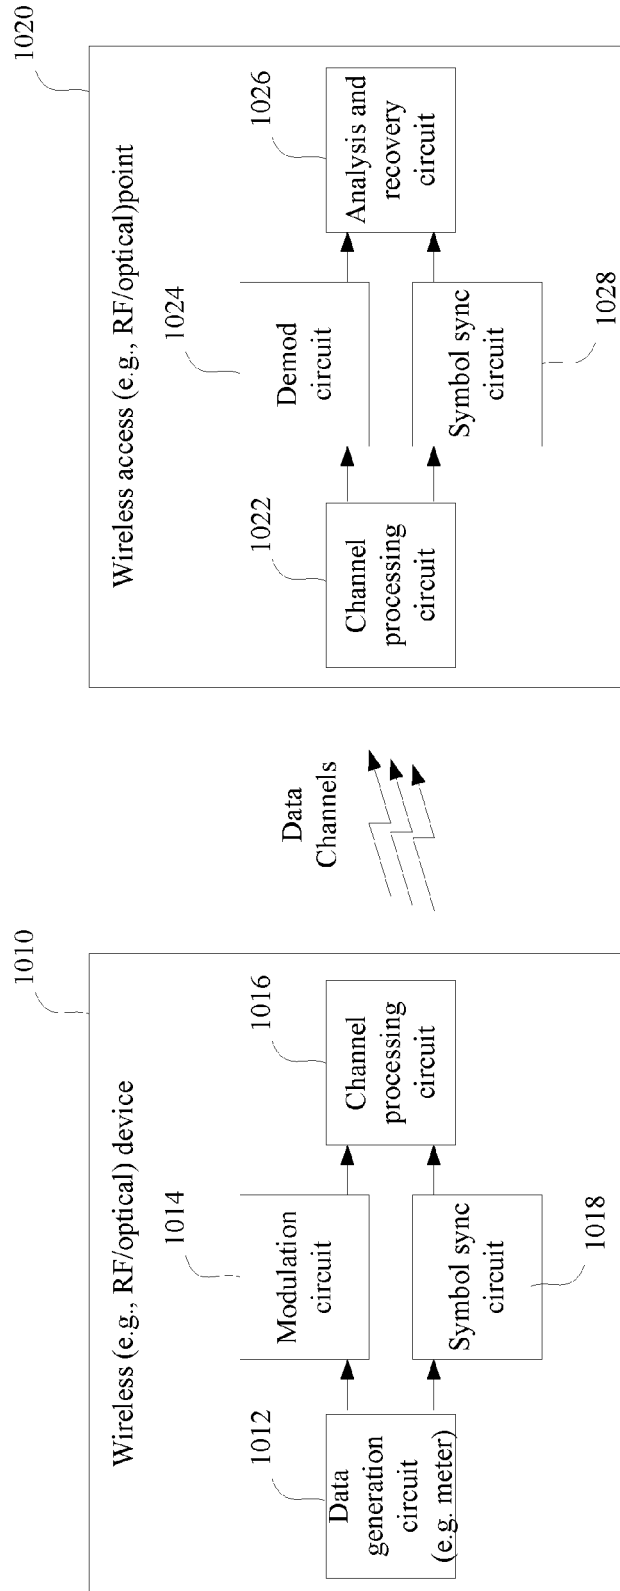 1010
Wireless (e.g., RF/optical) device
1012
Data
generation
circuit
(e.g. meter)
1014
Modulation
circuit
1018
Symbol sync
circuit
1016
Channel
processing
circuit
Data
Channels
1020
Wireless access (e.g., RF/optical)point
1022
Channel
processing
circuit
1024
Demod
circuit
1028
Symbol sync
circuit
1026
Analysis and
recovery
circuit